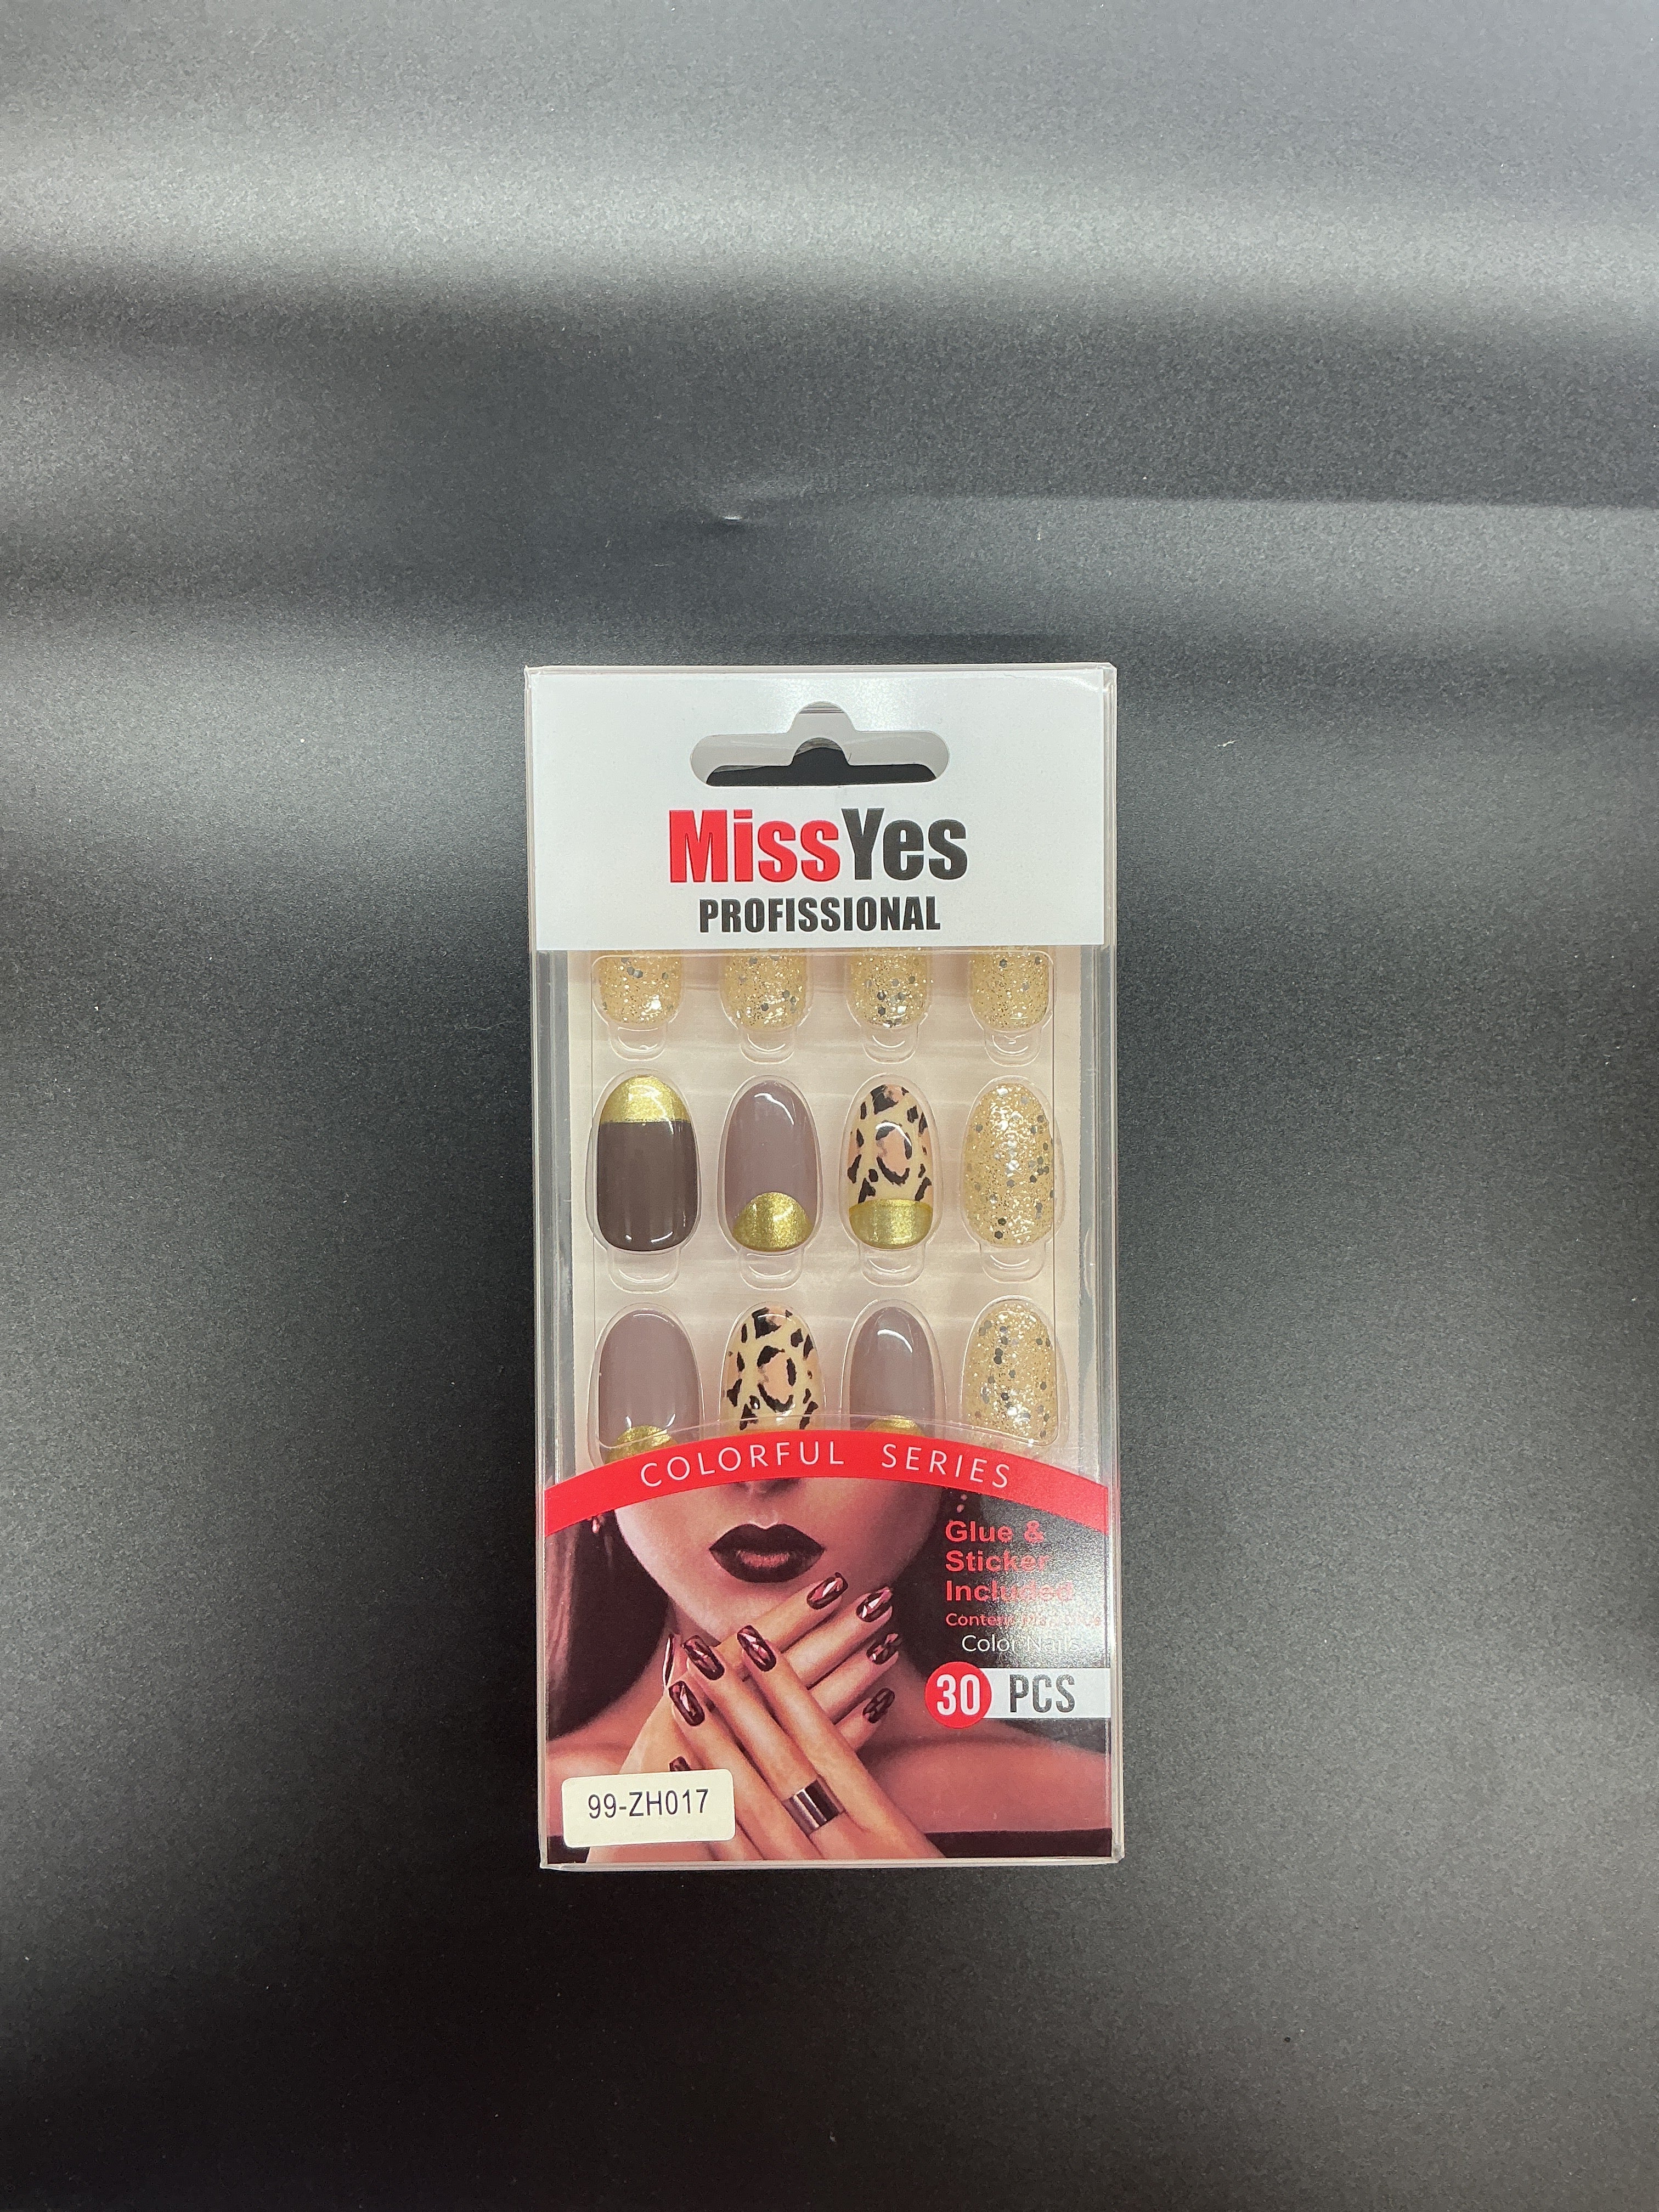 MissYes
PROFISSIONAL
COLORFUL SERIES
Glue &
Sticker
Included
Color Nails
30 PCS
99-ZH017